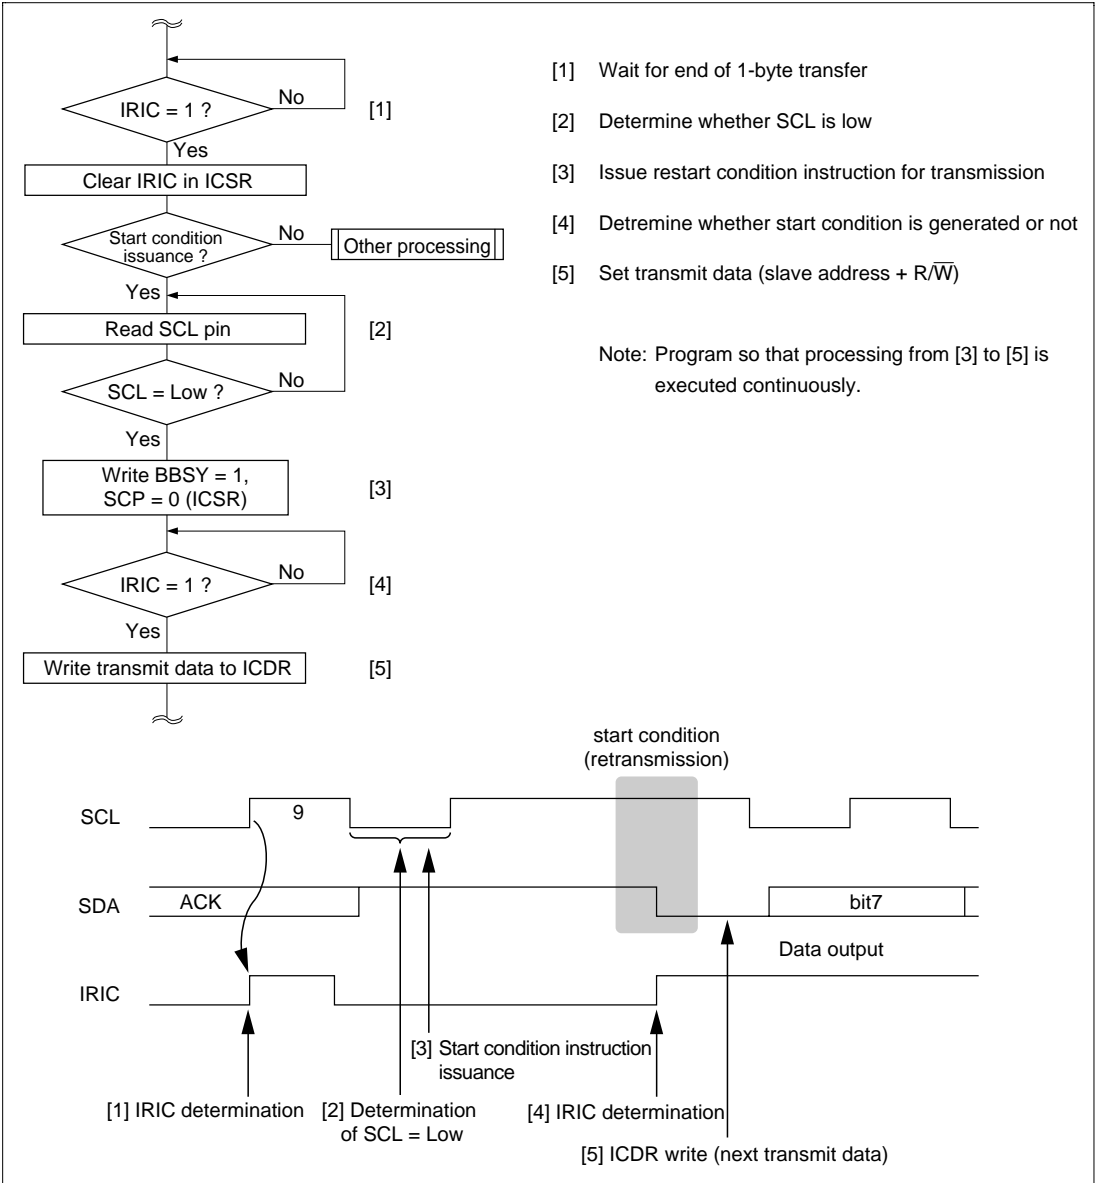 IRIC = 1 ?
No
[1]
Yes
Clear IRIC in ICSR
Start condition
issuance ?
No
Other processing
Yes
Read SCL pin
[2]
SCL = Low ?
No
Yes
Write BBSY = 1,
SCP = 0 (ICSR)
[3]
IRIC = 1 ?
No
[4]
Yes
Write transmit data to ICDR
[5]
[1] Wait for end of 1-byte transfer
[2] Determine whether SCL is low
[3] Issue restart condition instruction for transmission
[4] Detremine whether start condition is generated or not
[5] Set transmit data (slave address + R/W̅)
Note: Program so that processing from [3] to [5] is
executed continuously.
start condition
(retransmission)
SCL
9
SDA
ACK
bit7
Data output
IRIC
[3] Start condition instruction
issuance
[1] IRIC determination
[2] Determination
of SCL = Low
[4] IRIC determination
[5] ICDR write (next transmit data)